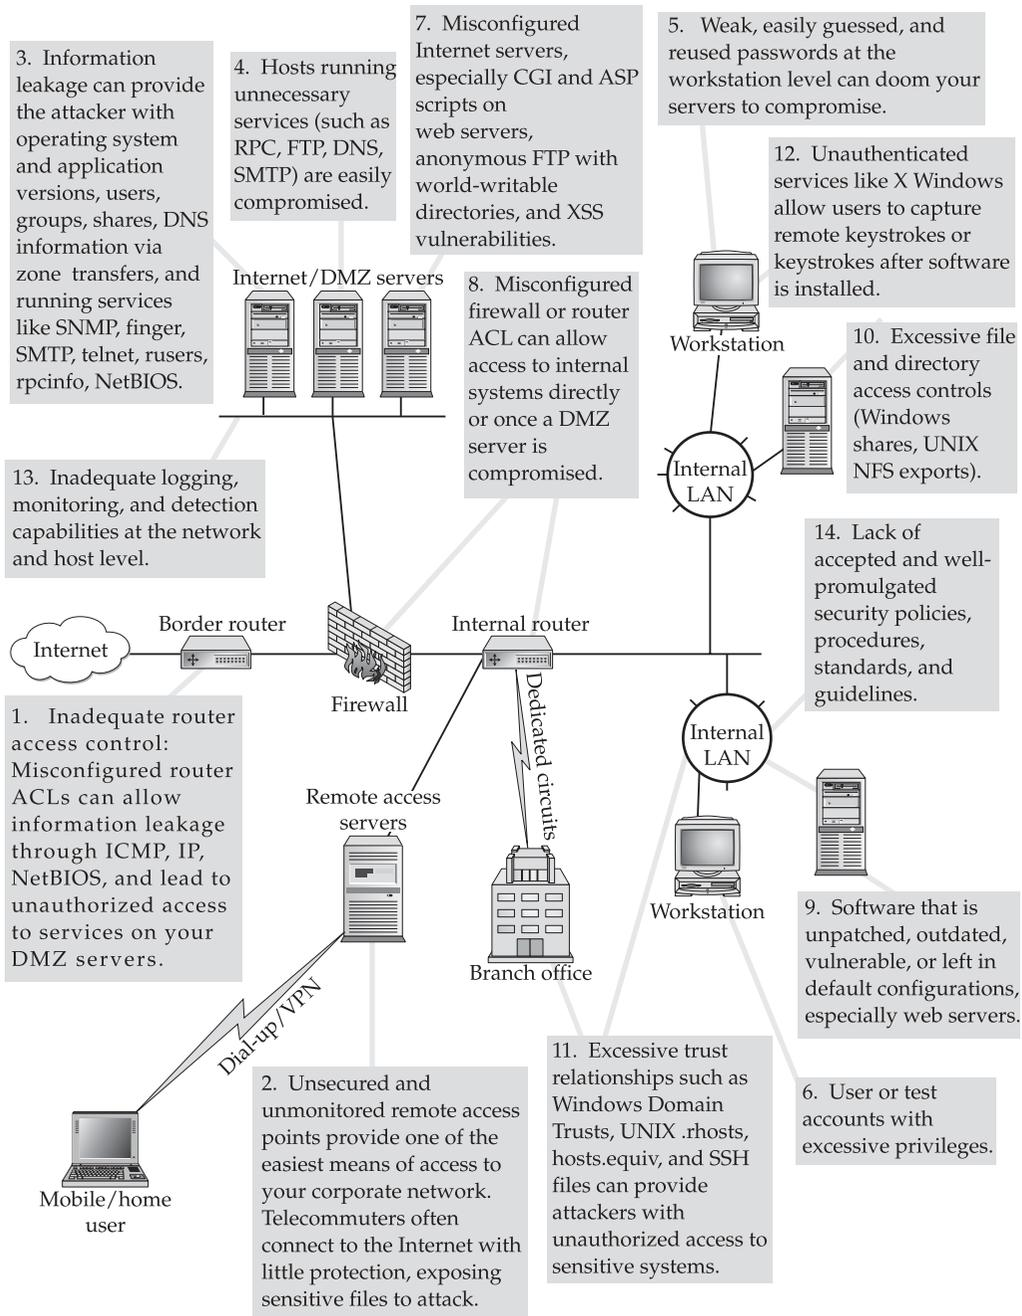 3. Information
leakage can provide
the attacker with
operating system
and application
versions, users,
groups, shares, DNS
information via
zone transfers, and
running services
like SNMP, finger,
SMTP, telnet, rusers,
rpcinfo, NetBIOS.
4. Hosts running
unnecessary
services (such as
RPC, FTP, DNS,
SMTP) are easily
compromised.
7. Misconfigured
Internet servers,
especially CGI and ASP
scripts on
web servers,
anonymous FTP with
world-writable
directories, and XSS
vulnerabilities.
5. Weak, easily guessed, and
reused passwords at the
workstation level can doom your
servers to compromise.
12. Unauthenticated
services like X Windows
allow users to capture
remote keystrokes or
keystrokes after software
is installed.
Internet/DMZ servers
8. Misconfigured
firewall or router
ACL can allow
access to internal
systems directly
or once a DMZ
server is
compromised.
Workstation
10. Excessive file
and directory
access controls
(Windows
shares, UNIX
NFS exports).
Internal
LAN
13. Inadequate logging,
monitoring, and detection
capabilities at the network
and host level.
14. Lack of
accepted and well-
promulgated
security policies,
procedures,
standards, and
guidelines.
Internet
Border router
Firewall
Internal router
Dedicated circuits
Internal
LAN
1. Inadequate router
access control:
Misconfigured router
ACLs can allow
information leakage
through ICMP, IP,
NetBIOS, and lead to
unauthorized access
to services on your
DMZ servers.
Remote access
servers
Branch office
Workstation
9. Software that is
unpatched, outdated,
vulnerable, or left in
default configurations,
especially web servers.
Dial-up/VPN
Mobile/home
user
2. Unsecured and
unmonitored remote access
points provide one of the
easiest means of access to
your corporate network.
Telecommuters often
connect to the Internet with
little protection, exposing
sensitive files to attack.
11. Excessive trust
relationships such as
Windows Domain
Trusts, UNIX .rhosts,
hosts.equiv, and SSH
files can provide
attackers with
unauthorized access to
sensitive systems.
6. User or test
accounts with
excessive privileges.